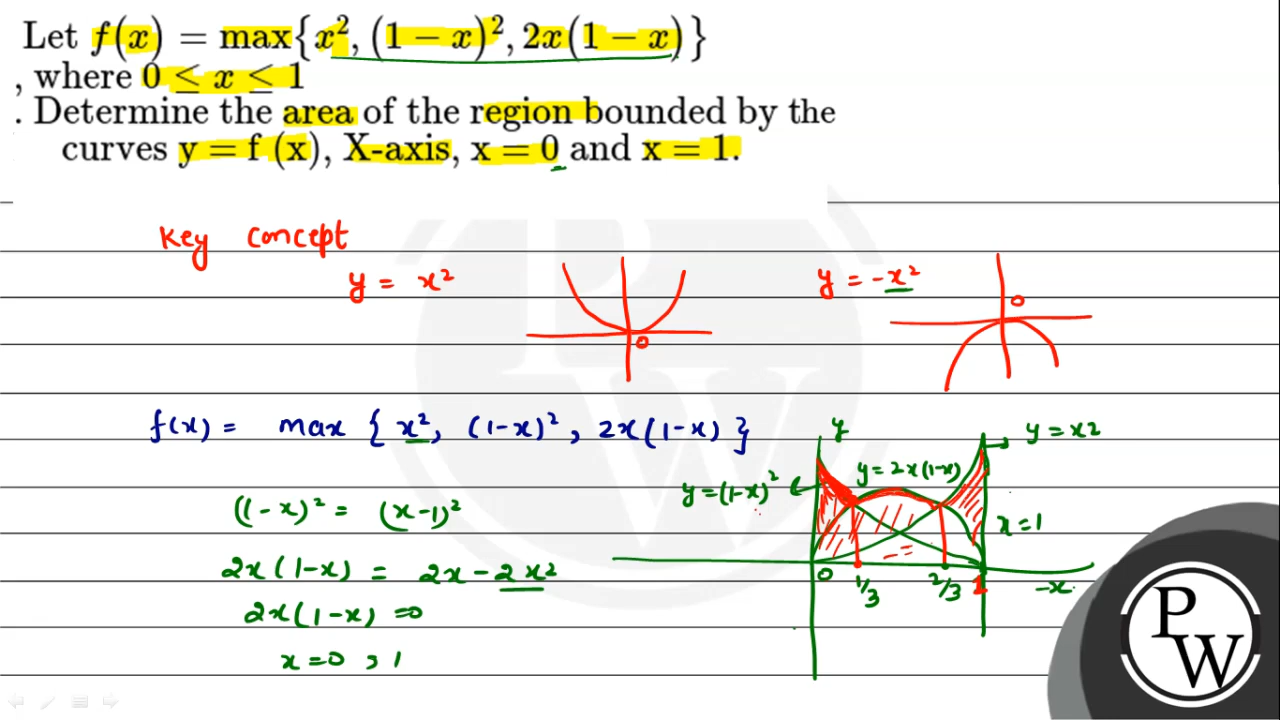 Let f(x) = max{x², (1 − x)², 2x(1 − x)}
, where 0 ≤ x ≤ 1
. Determine the area of the region bounded by the
curves y = f (x), X-axis, x = 0 and x = 1.
Key concept
y = x²
y = -x²
0
0
f(x) = max { x², (1-x)², 2x(1-x) }
y = x2
y
y = 2x(1-x)
y = (1-x)²
(1-x)² = (x-1)²
x = 1
2x(1-x) = 2x - 2x²
0
1/3
2/3
1
-x
2x(1-x) = 0
x = 0 , 1
P
W